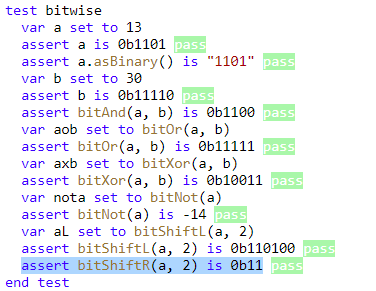 test bitwise
var a set to 13
assert a is 0b1101 pass
assert a.asBinary() is "1101" pass
var b set to 30
assert b is 0b11110 pass
assert bitAnd(a, b) is 0b1100 pass
var aob set to bitOr(a, b)
assert bitOr(a, b) is 0b11111 pass
var axb set to bitXor(a, b)
assert bitXor(a, b) is 0b10011 pass
var nota set to bitNot(a)
assert bitNot(a) is -14 pass
var aL set to bitShiftL(a, 2)
assert bitShiftL(a, 2) is 0b110100 pass
assert bitShiftR(a, 2) is 0b11 pass
end test